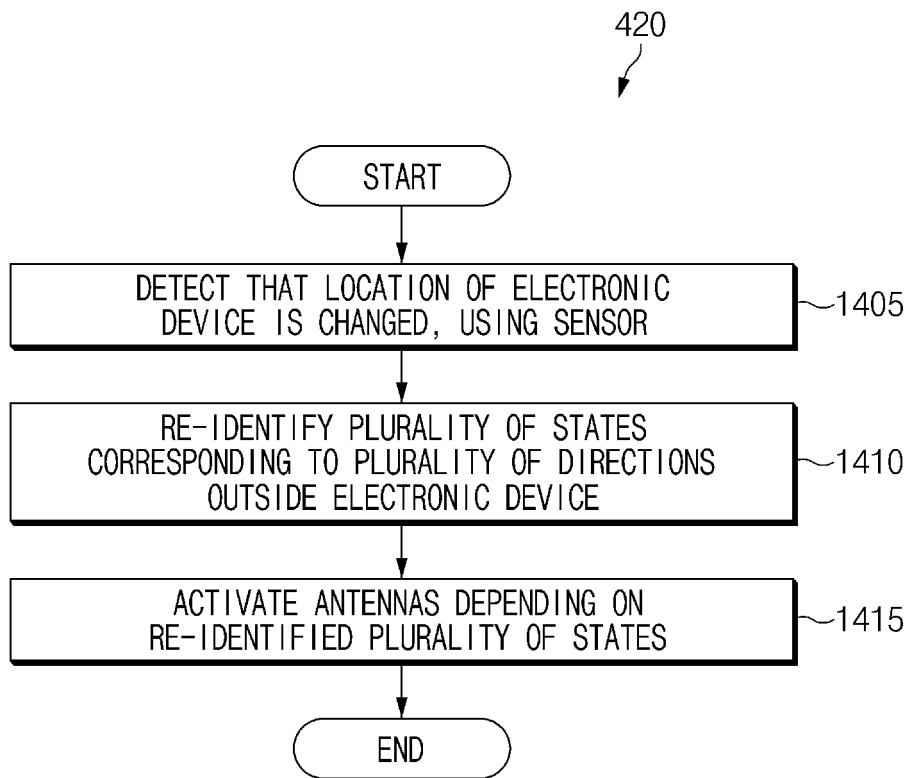 420
START
DETECT THAT LOCATION OF ELECTRONIC
DEVICE IS CHANGED, USING SENSOR
1405
RE-IDENTIFY PLURALITY OF STATES
CORRESPONDING TO PLURALITY OF DIRECTIONS
OUTSIDE ELECTRONIC DEVICE
1410
ACTIVATE ANTENNAS DEPENDING ON
RE-IDENTIFIED PLURALITY OF STATES
1415
END